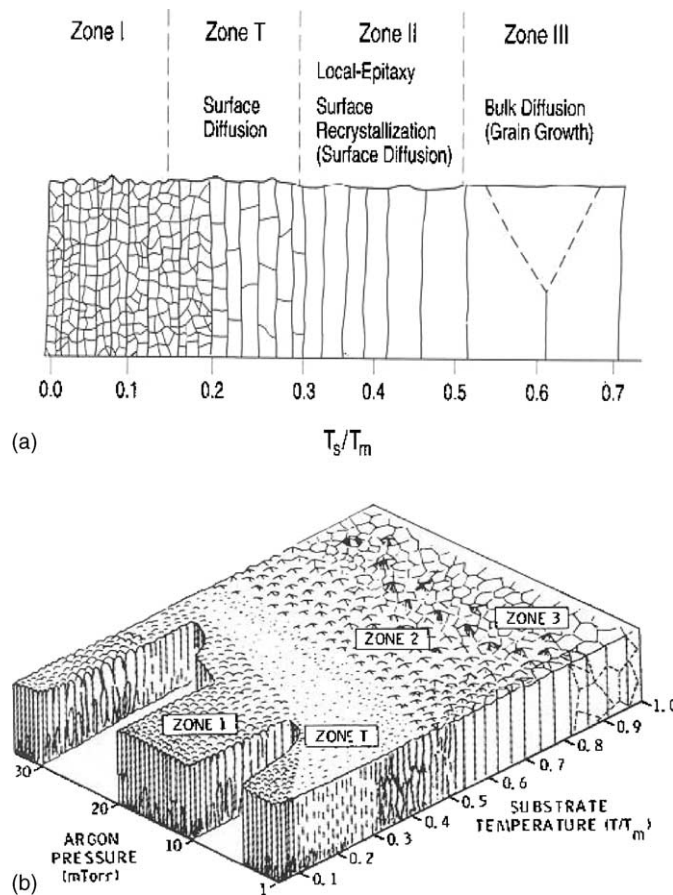 Zone I
Zone T
Zone II
Zone III
Local-Epitaxy
Surface
Diffusion
Surface
Recrystallization
(Surface Diffusion)
Bulk Diffusion
(Grain Growth)
0.0 0.1 0.2 0.3 0.4 0.5 0.6 0.7
(a)
Ts/Tm
ZONE 3
ZONE 2
ZONE 1
ZONE T
1.0
0.9
0.8
0.7
0.6
0.5
0.4
0.3
0.2
0.1
30
20
10
1
SUBSTRATE
TEMPERATURE (T/Tm)
ARGON
PRESSURE
(mTorr)
(b)